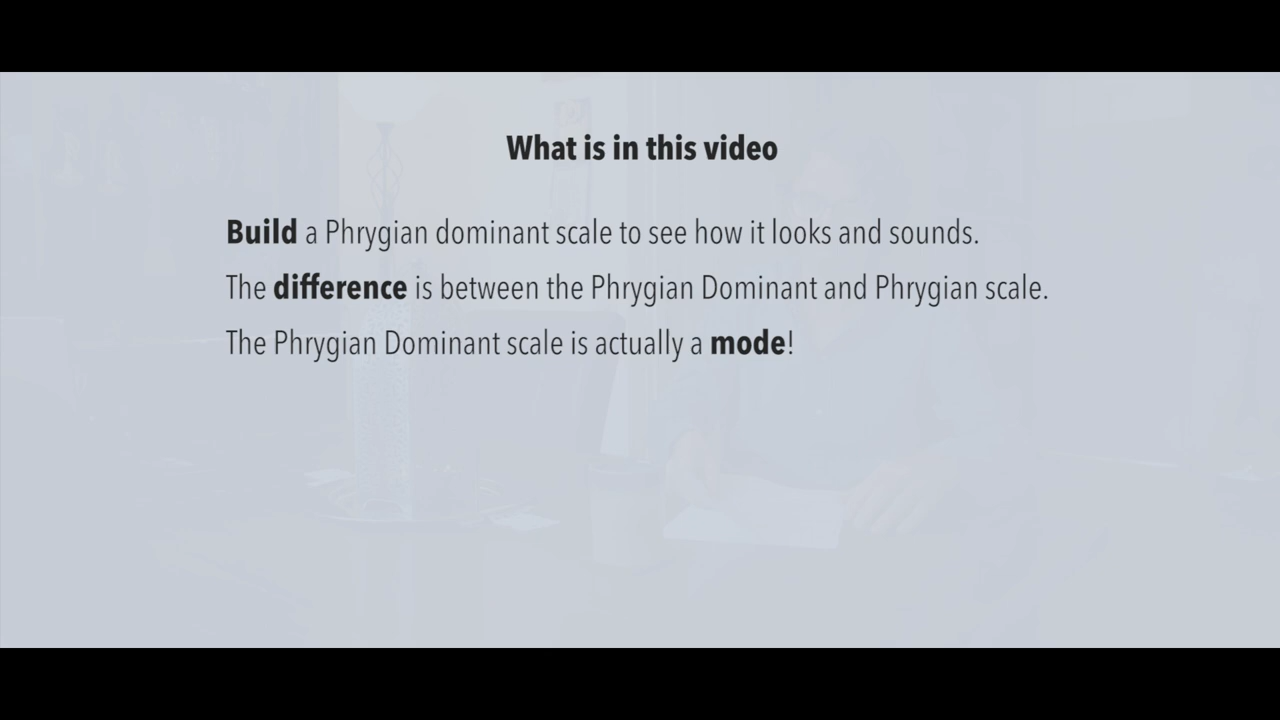 What is in this video
Build a Phrygian dominant scale to see how it looks and sounds.
The difference is between the Phrygian Dominant and Phrygian scale.
The Phrygian Dominant scale is actually a mode!